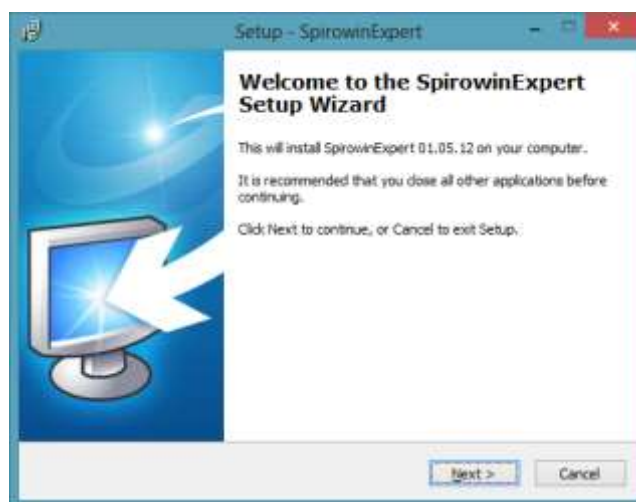 Setup - SpirowinExpert
Welcome to the SpirowinExpert
Setup Wizard
This will install SpirowinExpert 01.05.12 on your computer.
It is recommended that you close all other applications before
continuing.
Click Next to continue, or Cancel to exit Setup.
Next >
Cancel